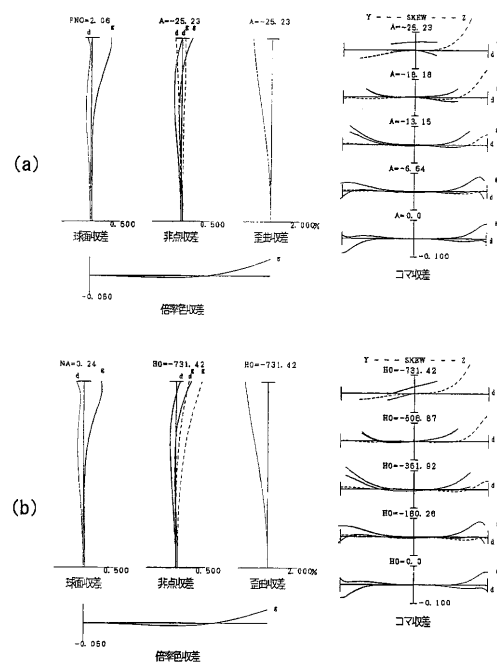 (a)
FNO=2.06
d
g
0.500
球面収差
A=-25.23
d
d
g
g
0.500
非点収差
A=-25.23
2.000%
歪曲収差
-0.050
g
倍率色収差
Y - - - SKEW - - - Z
A=-25.23
d
A=-18.18
d
A=-13.15
d
A=-6.64
g
d
A=0.0
g
d
-0.100
コマ収差
(b)
NA=0.24
d
g
0.500
球面収差
H0=-731.42
d
d
g
g
0.500
非点収差
H0=-731.42
2.000%
歪曲収差
-0.050
g
倍率色収差
Y - - - SKEW - - - Z
H0=-731.42
d
H0=-506.87
d
H0=-361.92
d
H0=-180.26
d
H0=0.0
d
-0.100
コマ収差